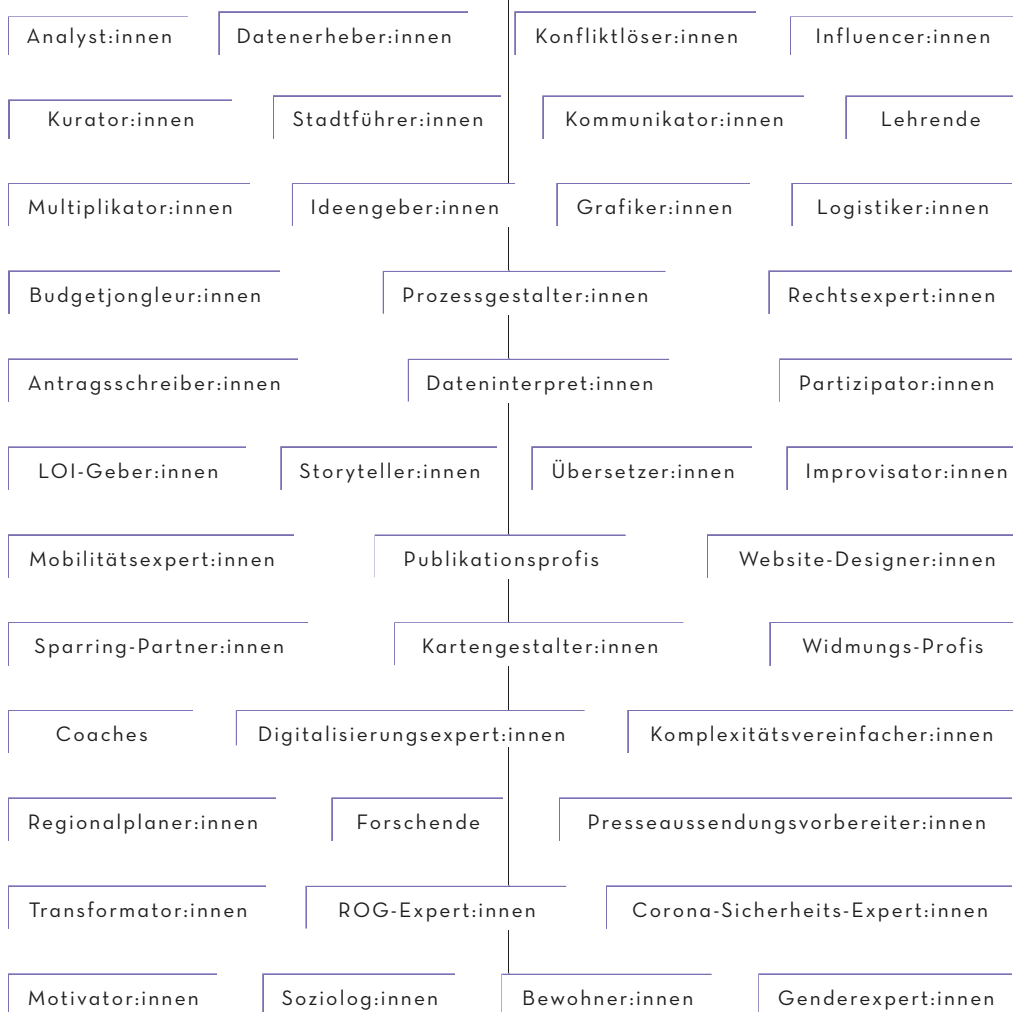 Analyst:innen Datenerheber:innen Konfliktlöser:innen Influencer:innen
Kurator:innen Stadtführer:innen Kommunikator:innen Lehrende
Multiplikator:innen Ideengeber:innen Grafiker:innen Logistiker:innen
Budgetjongleur:innen Prozessgestalter:innen Rechtsexpert:innen
Antragsschreiber:innen Dateninterpret:innen Partizipator:innen
LOI-Geber:innen Storyteller:innen Übersetzer:innen Improvisator:innen
Mobilitätsexpert:innen Publikationsprofis Website-Designer:innen
Sparring-Partner:innen Kartengestalter:innen Widmungs-Profis
Coaches Digitalisierungsexpert:innen Komplexitätsvereinfacher:innen
Regionalplaner:innen Forschende Presseaussendungsvorbereiter:innen
Transformator:innen ROG-Expert:innen Corona-Sicherheits-Expert:innen
Motivator:innen Soziolog:innen Bewohner:innen Genderexpert:innen